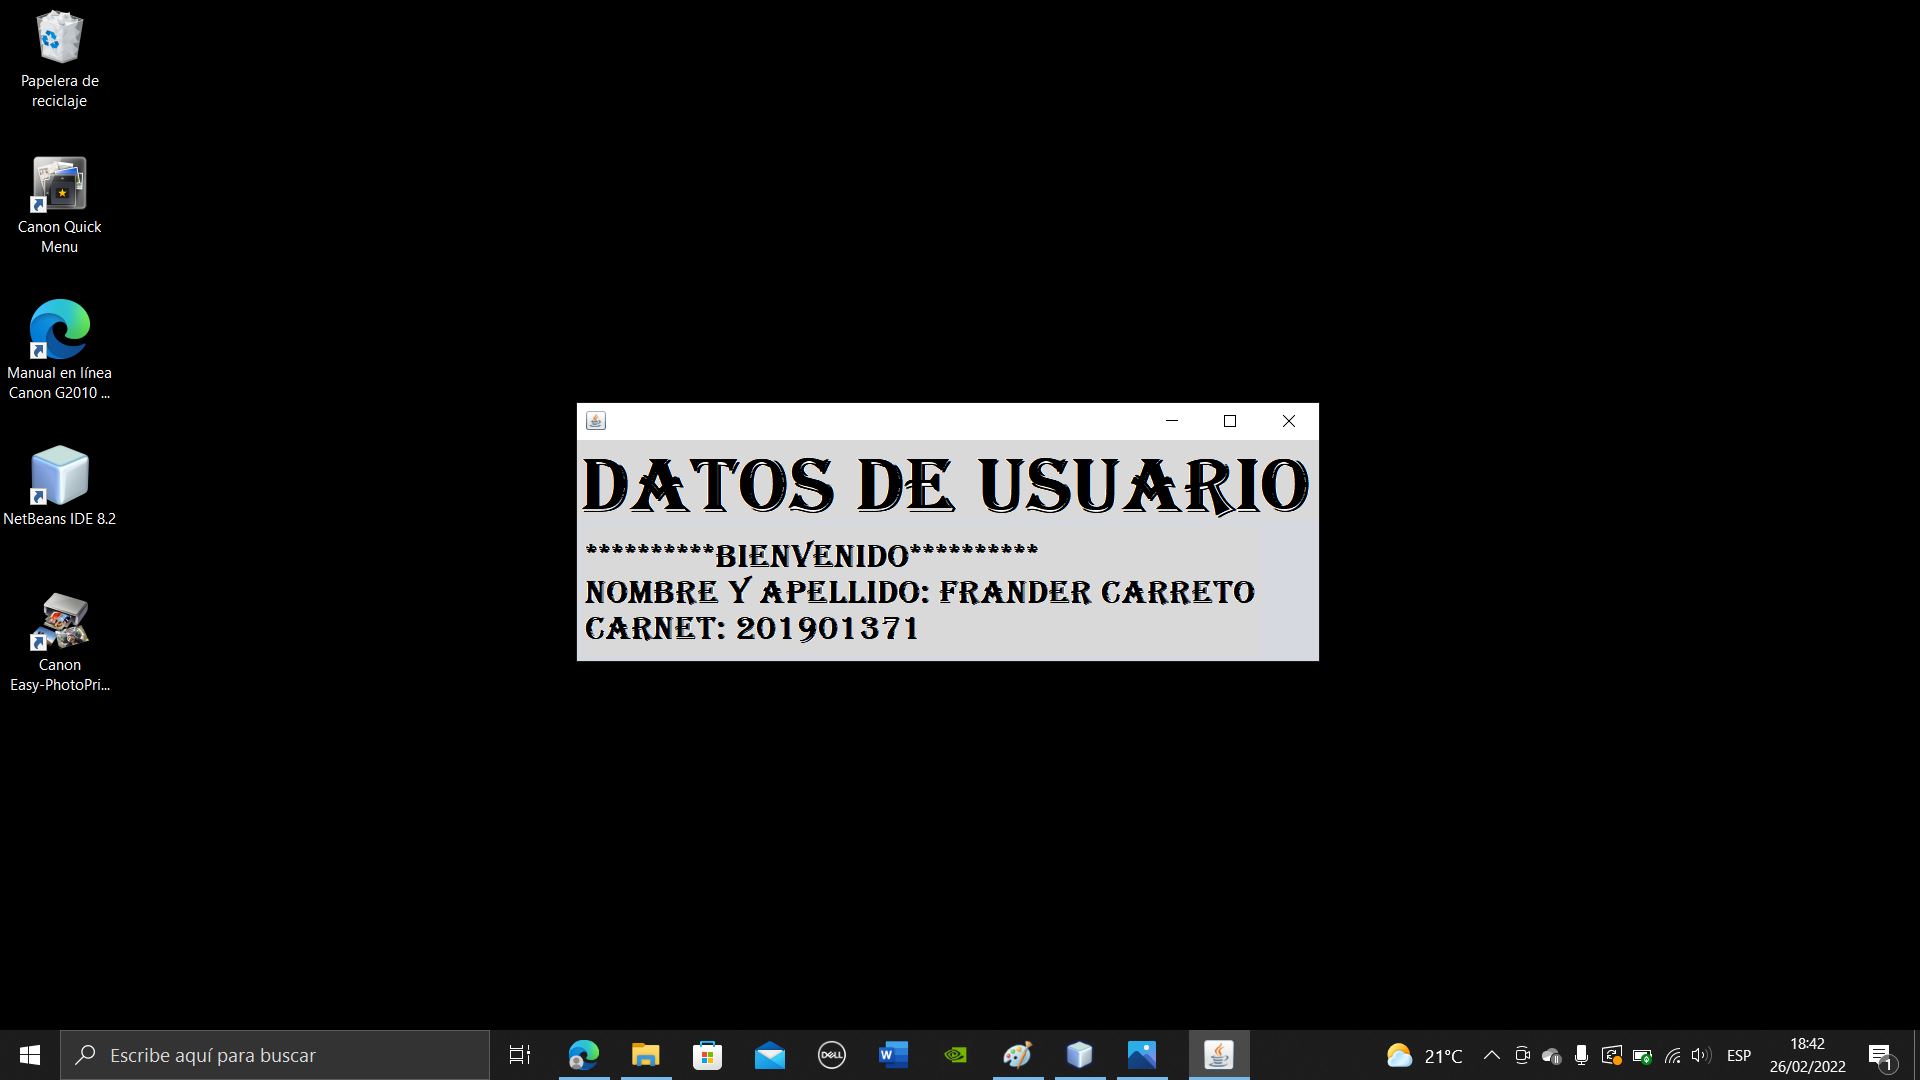 Papelera de
reciclaje
Canon Quick
Menu
Manual en línea
Canon G2010 ...
NetBeans IDE 8.2
Canon
Easy-PhotoPri...
DATOS DE USUARIO
**********BIENVENIDO**********
NOMBRE Y APELLIDO: FRANDER CARRETO
CARNET: 201901371
Escribe aquí para buscar
DELL
W
21°C
ESP
18:42
26/02/2022
1